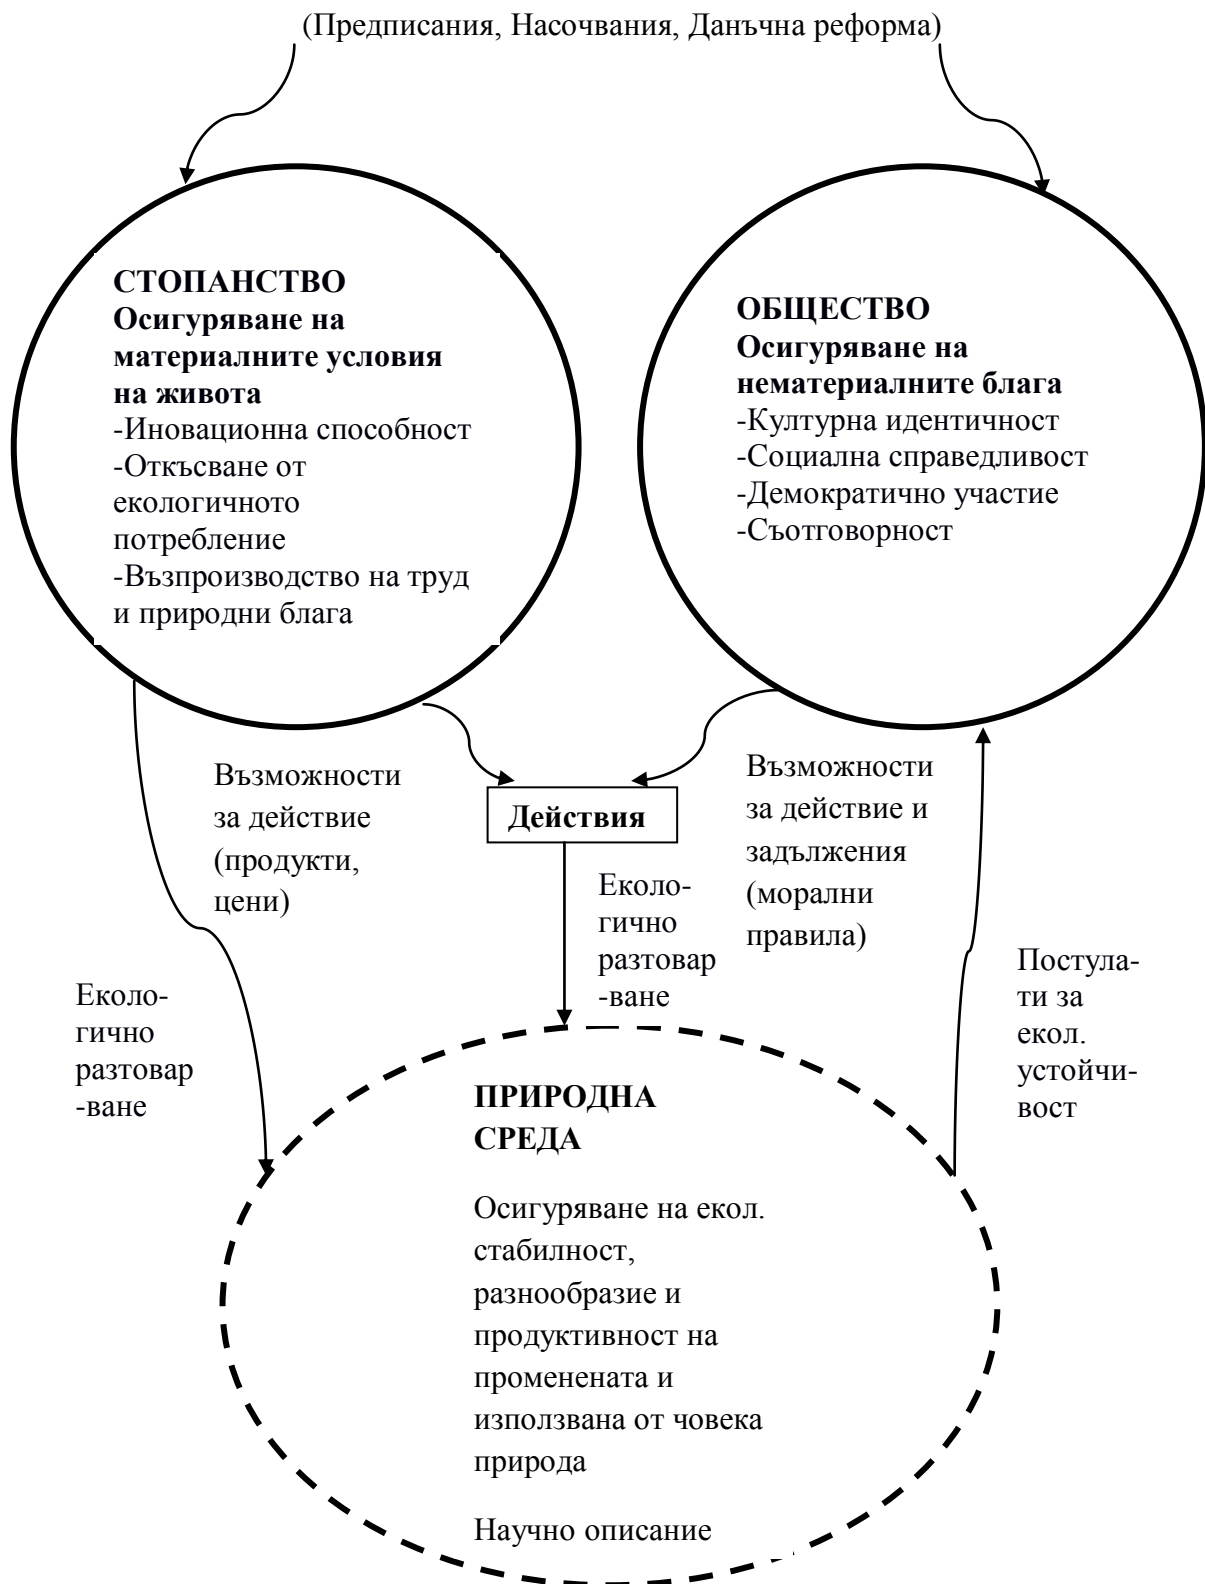 (Предписания, Насочвания, Данъчна реформа)
СТОПАНСТВО
Осигуряване на
материалните условия
на живота
-Иновационна способност
-Откъсване от
екологичното
потребление
-Възпроизводство на труд
и природни блага
ОБЩЕСТВО
Осигуряване на
нематериалните блага
-Културна идентичност
-Социална справедливост
-Демократично участие
-Съотговорност
Възможности
за действие
(продукти,
цени)
Действия
Възможности
за действие и
задължения
(морални
правила)
Еколо-
гично
разтовар
-ване
Еколо-
гично
разтовар
-ване
Постула-
ти за
екол.
устойчи-
вост
ПРИРОДНА
СРЕДА
Осигуряване на екол.
стабилност,
разнообразие и
продуктивност на
променената и
използвана от човека
природа
Научно описание